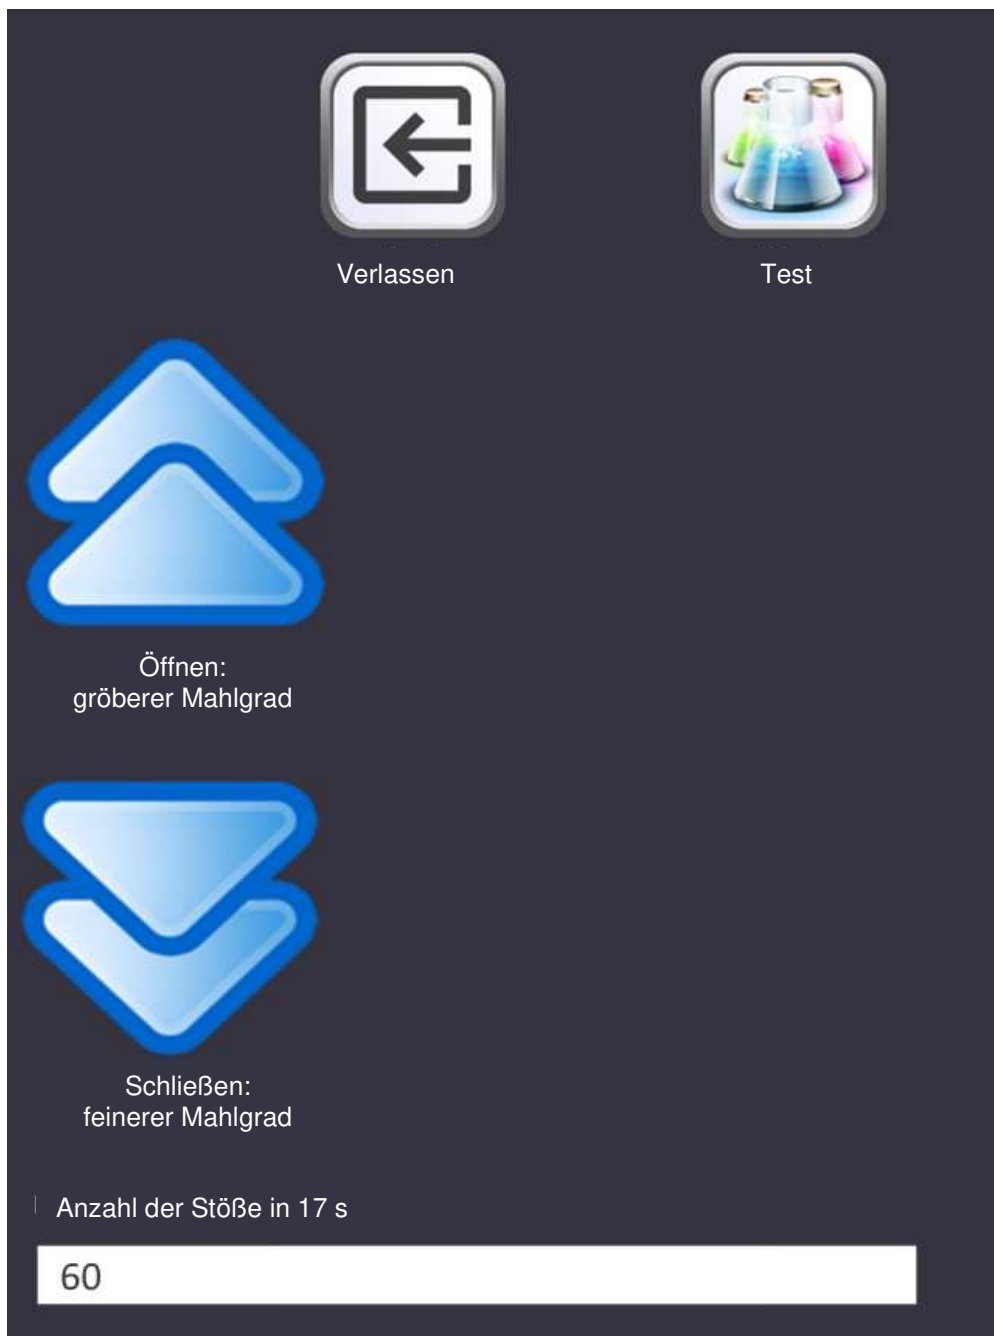 Verlassen
Test
Öffnen:
gröberer Mahlgrad
Schließen:
feinerer Mahlgrad
Anzahl der Stöße in 17 s
60